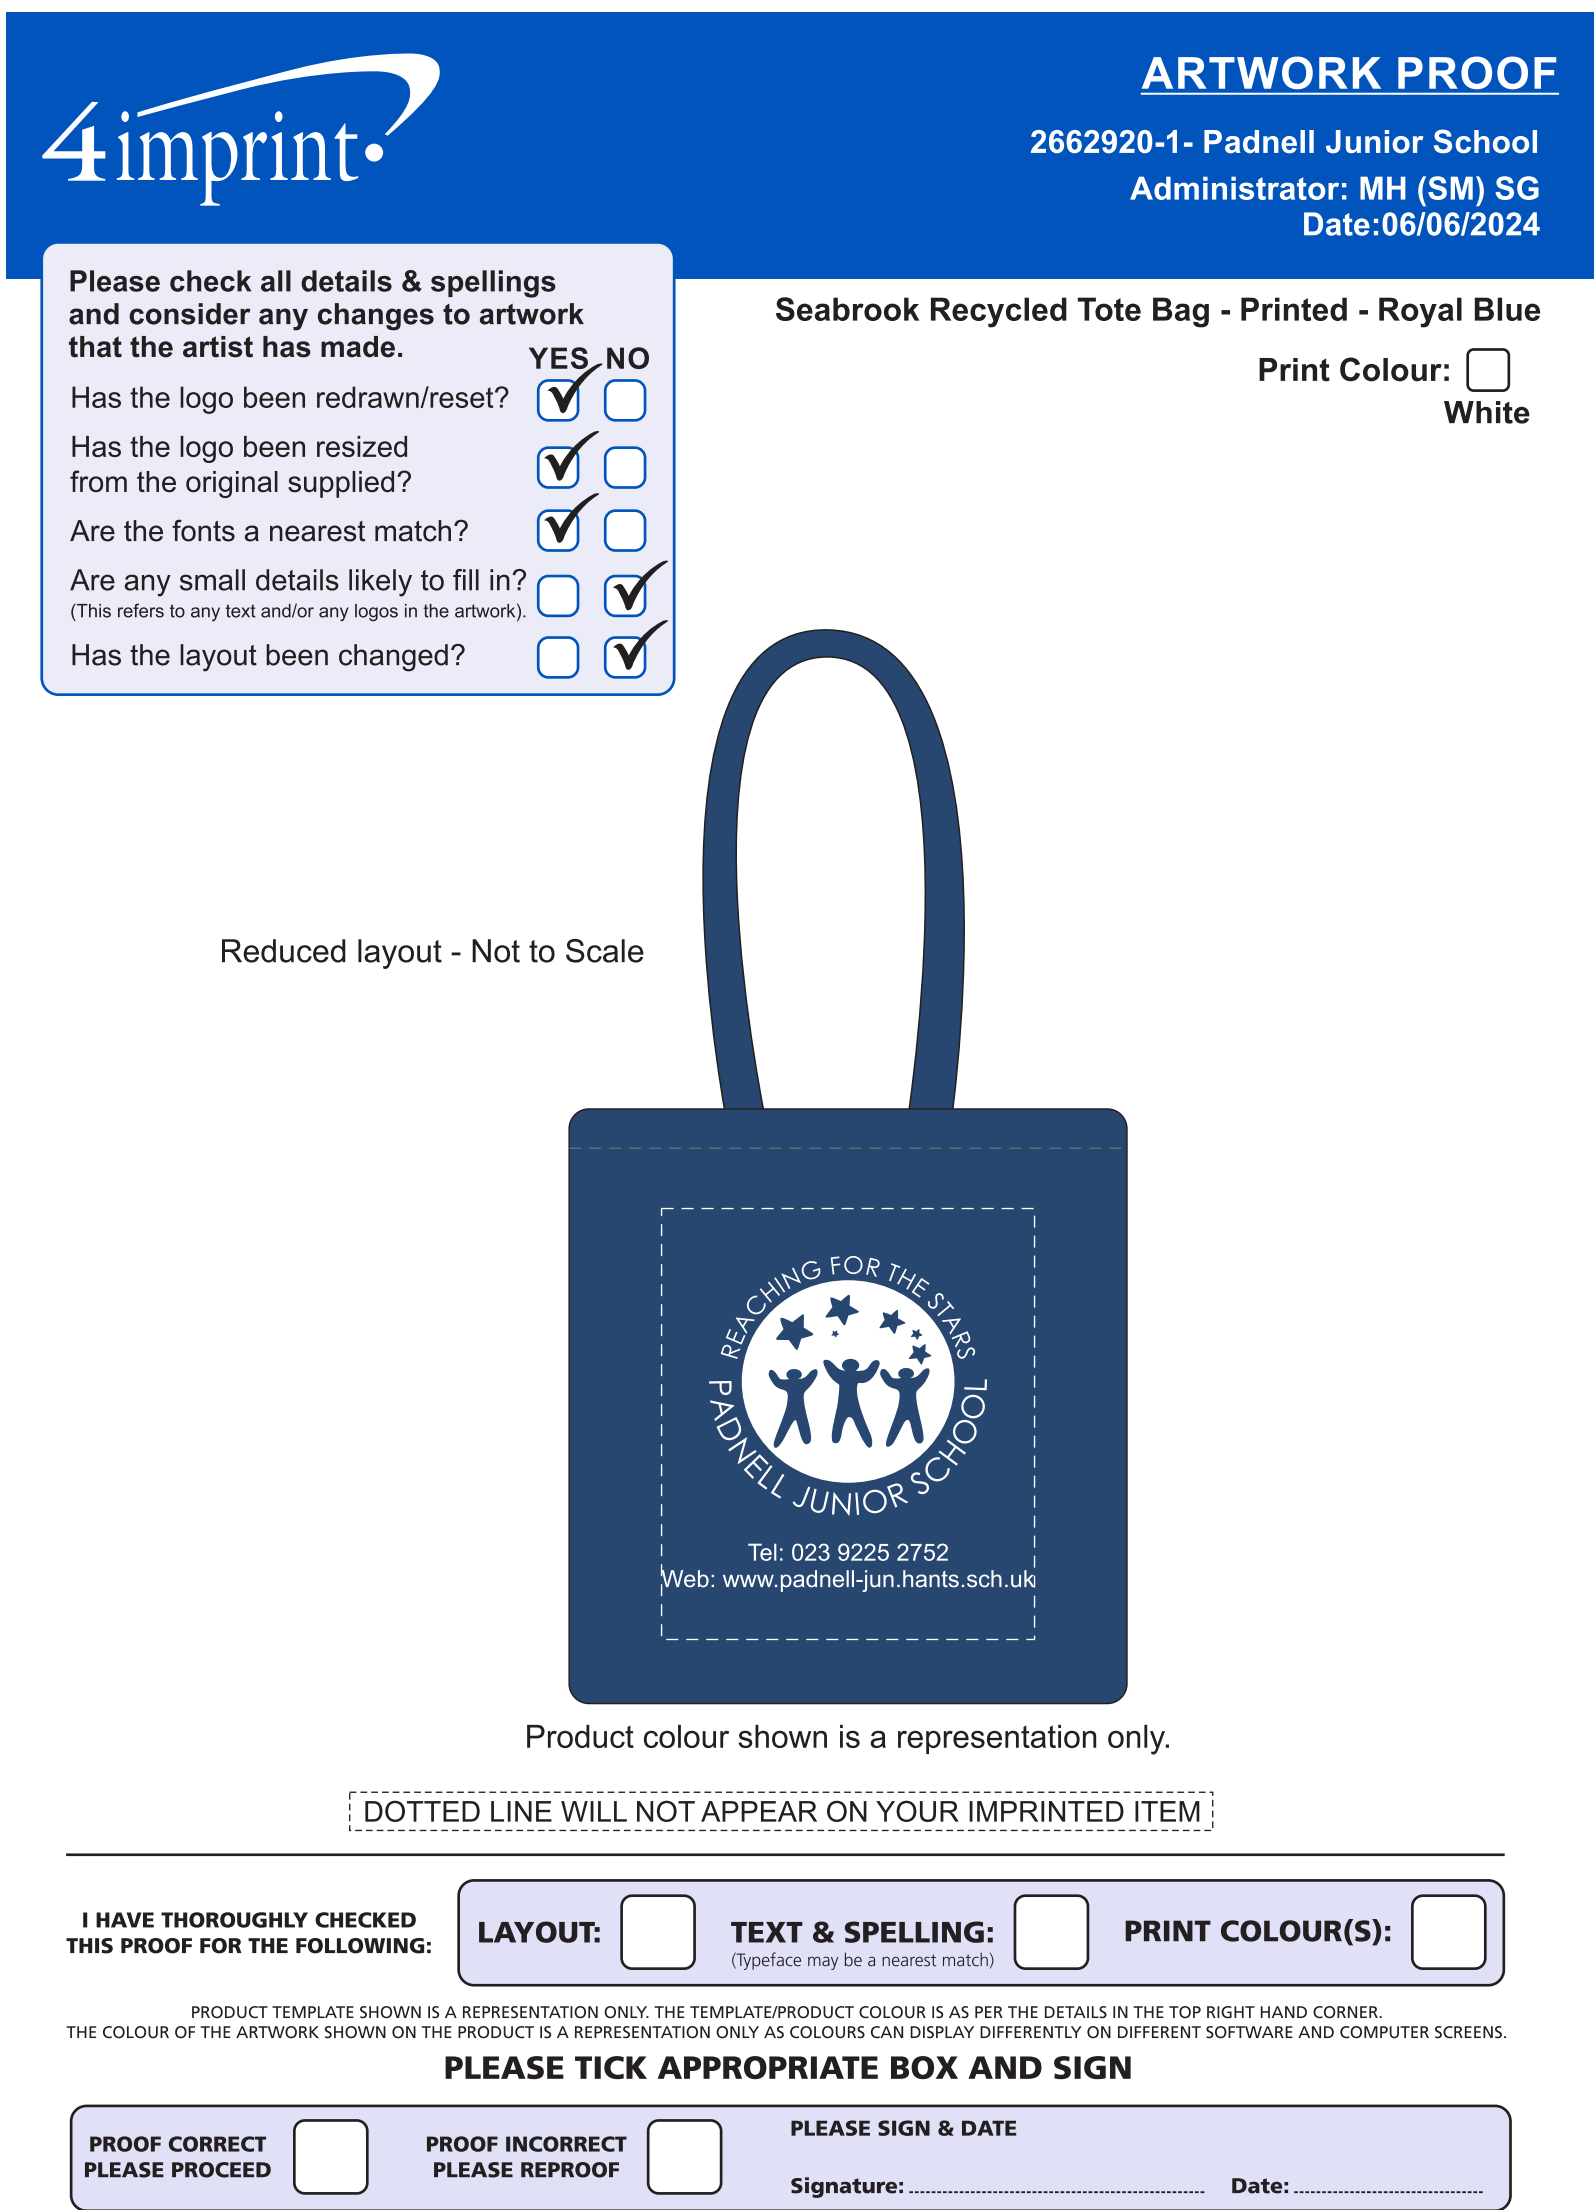 4imprint
ARTWORK PROOF
2662920-1- Padnell Junior School
Administrator: MH (SM) SG
Date:06/06/2024
Please check all details & spellings
and consider any changes to artwork
that the artist has made.
YES NO
Has the logo been redrawn/reset?
Has the logo been resized
from the original supplied?
Are the fonts a nearest match?
Are any small details likely to fill in?
(This refers to any text and/or any logos in the artwork).
Has the layout been changed?
Seabrook Recycled Tote Bag - Printed - Royal Blue
Print Colour:
White
Reduced layout - Not to Scale
REACHING FOR THE STARS
PADNELL JUNIOR SCHOOL
Tel: 023 9225 2752
Web: www.padnell-jun.hants.sch.uk
Product colour shown is a representation only.
DOTTED LINE WILL NOT APPEAR ON YOUR IMPRINTED ITEM
I HAVE THOROUGHLY CHECKED
THIS PROOF FOR THE FOLLOWING:
LAYOUT:
TEXT & SPELLING:
(Typeface may be a nearest match)
PRINT COLOUR(S):
PRODUCT TEMPLATE SHOWN IS A REPRESENTATION ONLY. THE TEMPLATE/PRODUCT COLOUR IS AS PER THE DETAILS IN THE TOP RIGHT HAND CORNER.
THE COLOUR OF THE ARTWORK SHOWN ON THE PRODUCT IS A REPRESENTATION ONLY AS COLOURS CAN DISPLAY DIFFERENTLY ON DIFFERENT SOFTWARE AND COMPUTER SCREENS.
PLEASE TICK APPROPRIATE BOX AND SIGN
PROOF CORRECT
PLEASE PROCEED
PROOF INCORRECT
PLEASE REPROOF
PLEASE SIGN & DATE
Signature:
Date: